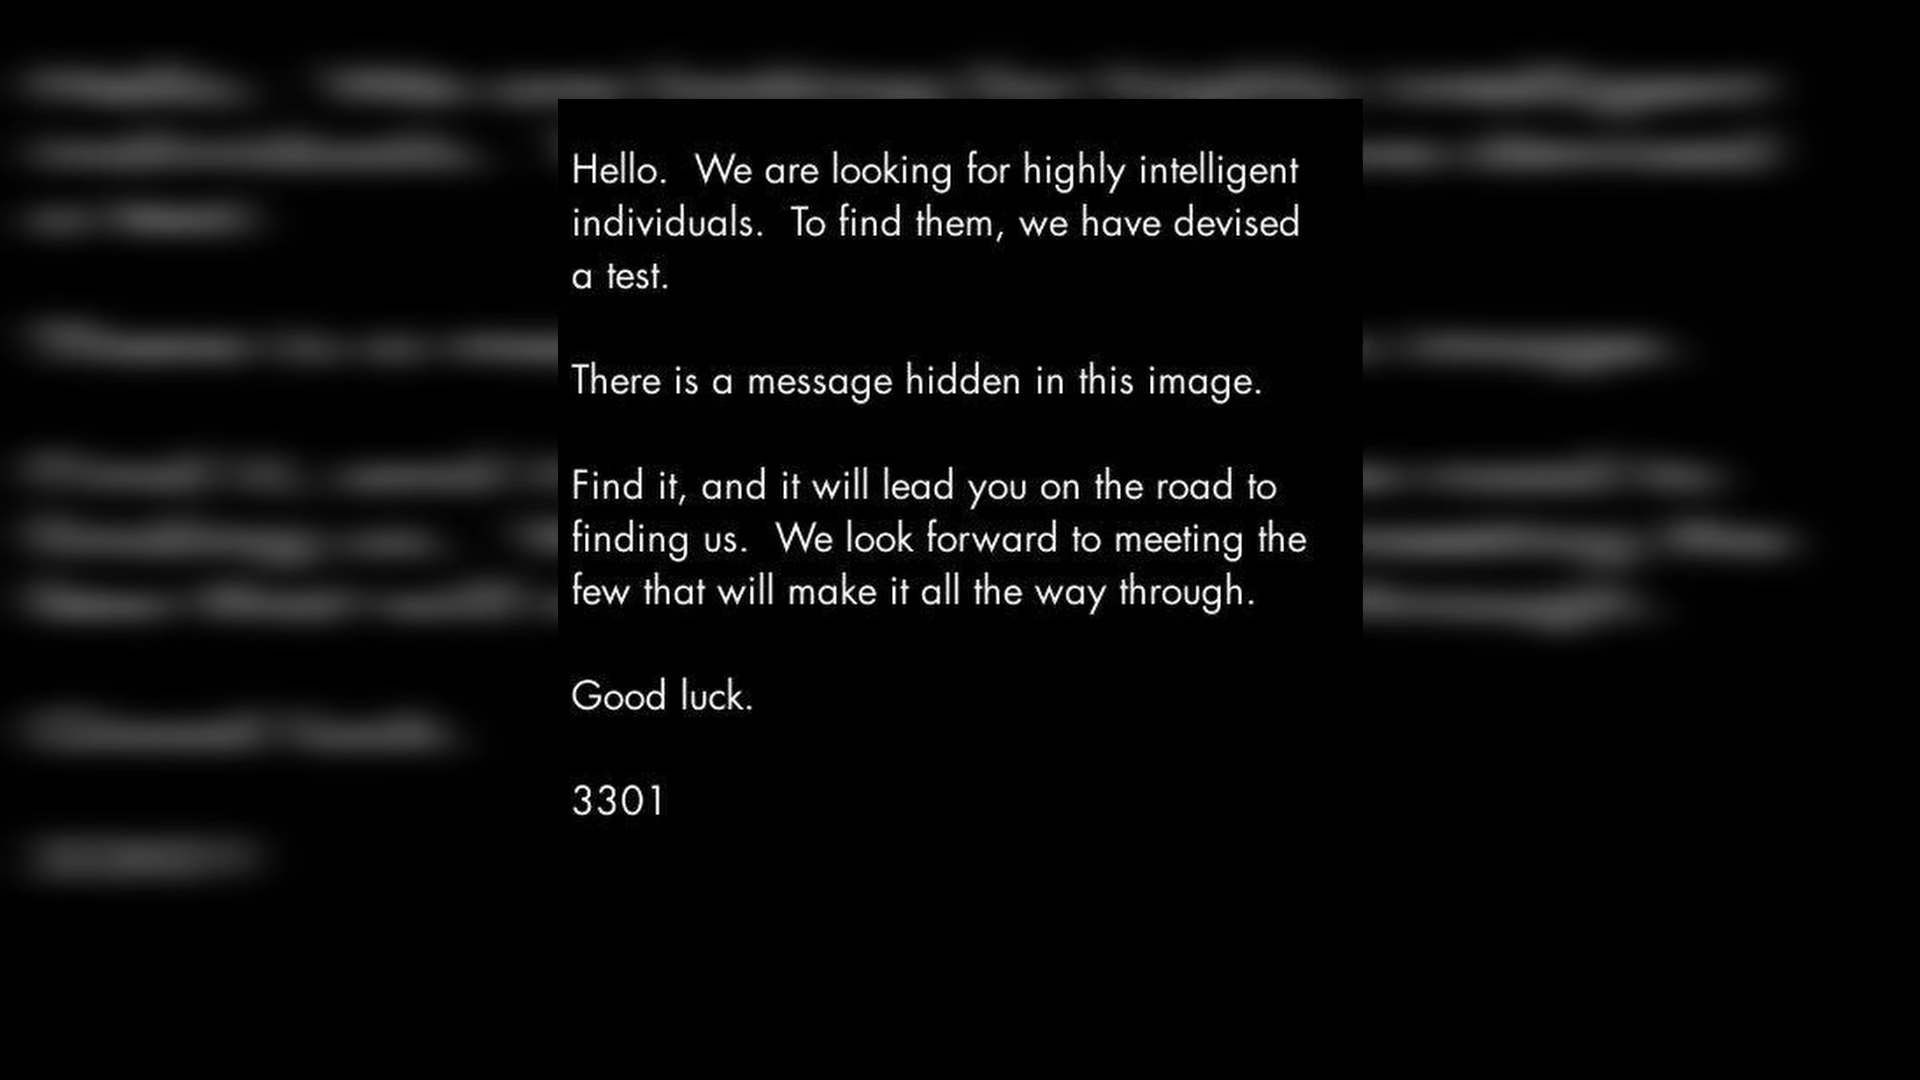 Hello.  We are looking for highly intelligent
individuals.  To find them, we have devised
a test.
There is a message hidden in this image.
Find it, and it will lead you on the road to
finding us.  We look forward to meeting the
few that will make it all the way through.
Good luck.
3301